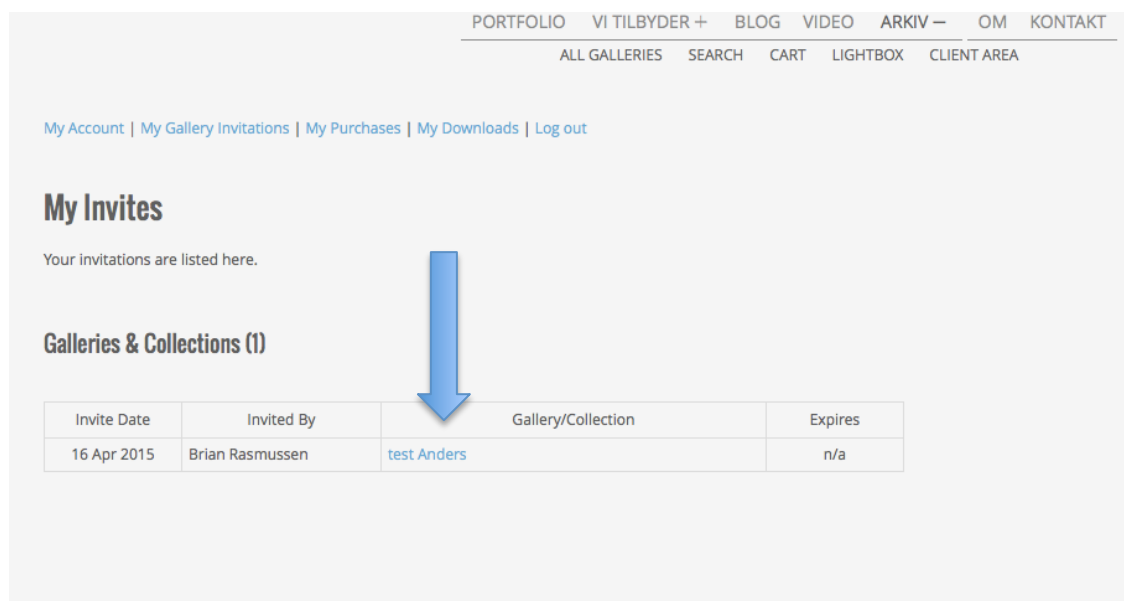 PORTFOLIO VI TILBYDER + BLOG VIDEO ARKIV − OM KONTAKT
ALL GALLERIES SEARCH CART LIGHTBOX CLIENT AREA
My Account | My Gallery Invitations | My Purchases | My Downloads | Log out
My Invites
Your invitations are listed here.
Galleries & Collections (1)
Invite Date Invited By Gallery/Collection Expires
16 Apr 2015 Brian Rasmussen test Anders n/a